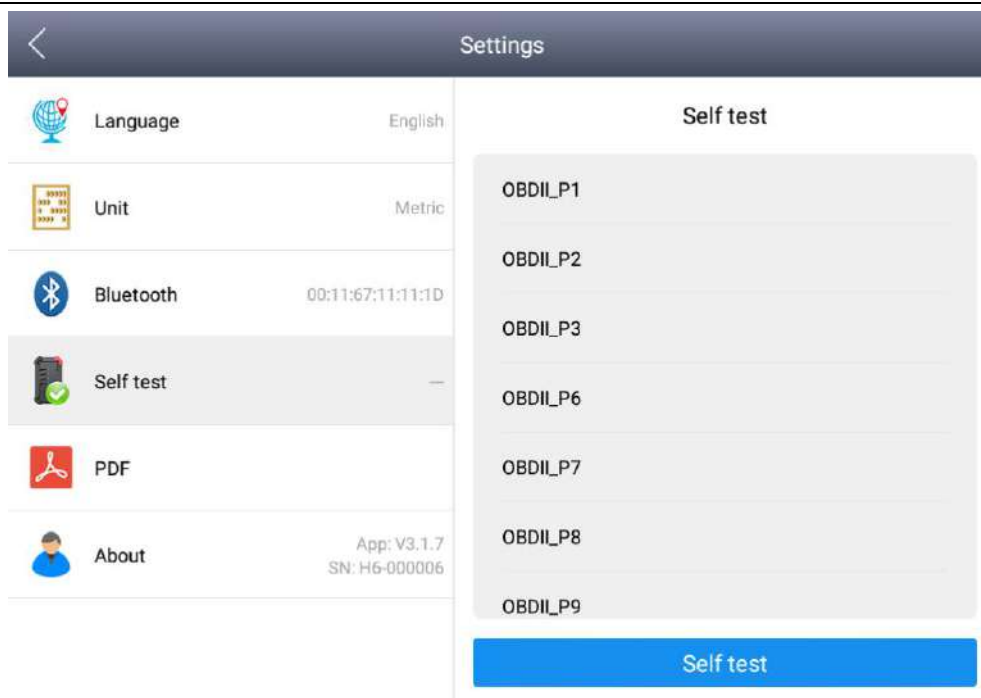 Settings
Language English
Unit Metric
Bluetooth 00:11:67:11:11:1D
Self test —
PDF
About App: V3.1.7
SN: H6-000006
Self test
OBDII_P1
OBDII_P2
OBDII_P3
OBDII_P6
OBDII_P7
OBDII_P8
OBDII_P9
Self test